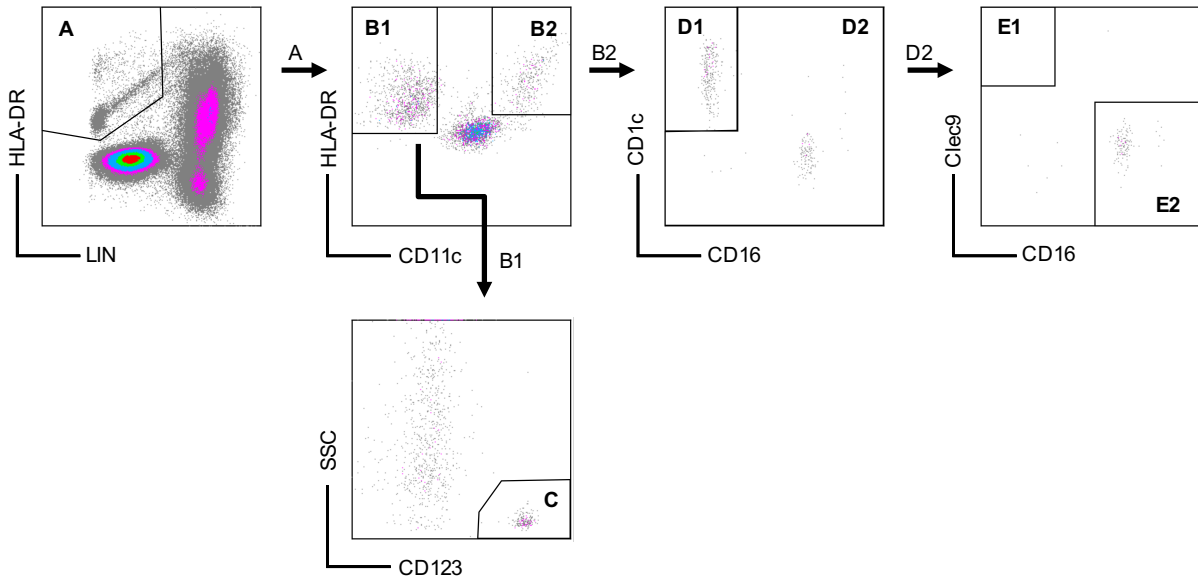 A
HLA-DR
LIN
A
B1
B2
HLA-DR
CD11c
B1
B2
D1
D2
CD1c
CD16
D2
E1
E2
Clec9
CD16
SSC
C
CD123